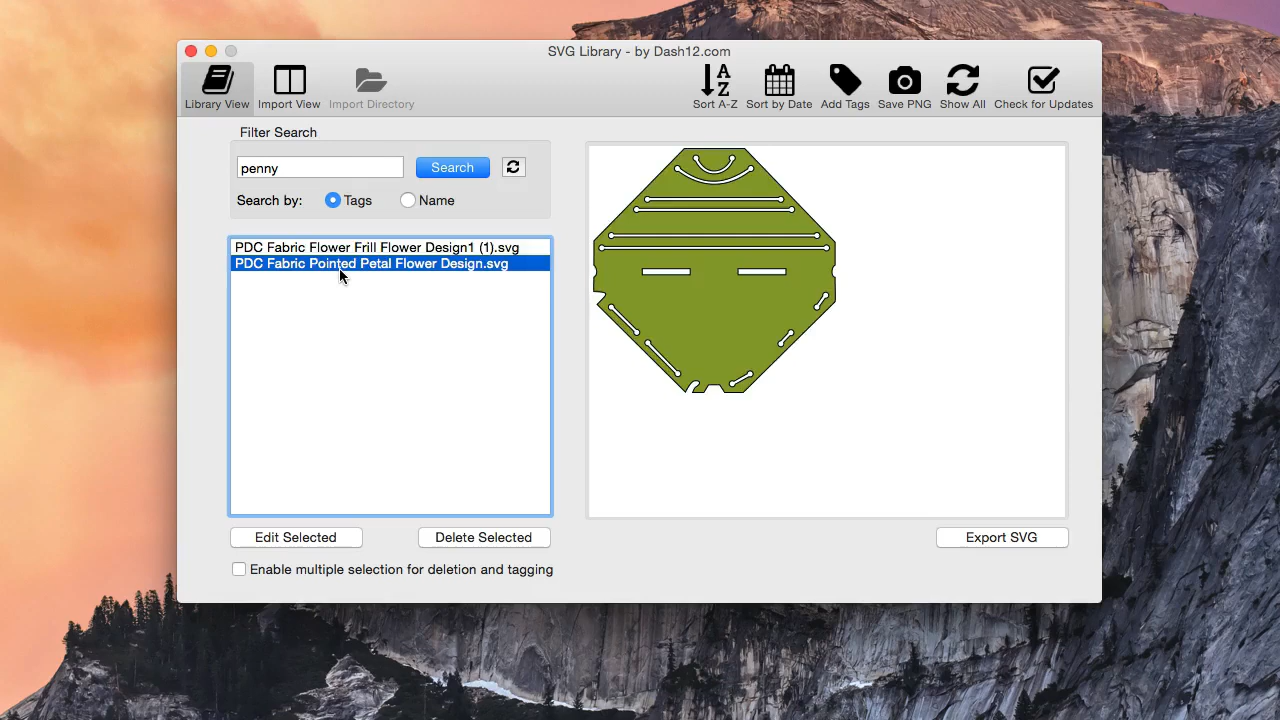 SVG Library - by Dash12.com
Library View
Import View
Import Directory
Sort A-Z
Sort by Date
Add Tags
Save PNG
Show All
Check for Updates
A
Z
Filter Search
penny
Search
Search by:
Tags
Name
PDC Fabric Flower Frill Flower Design1 (1).svg
PDC Fabric Pointed Petal Flower Design.svg
Edit Selected
Delete Selected
Export SVG
Enable multiple selection for deletion and tagging